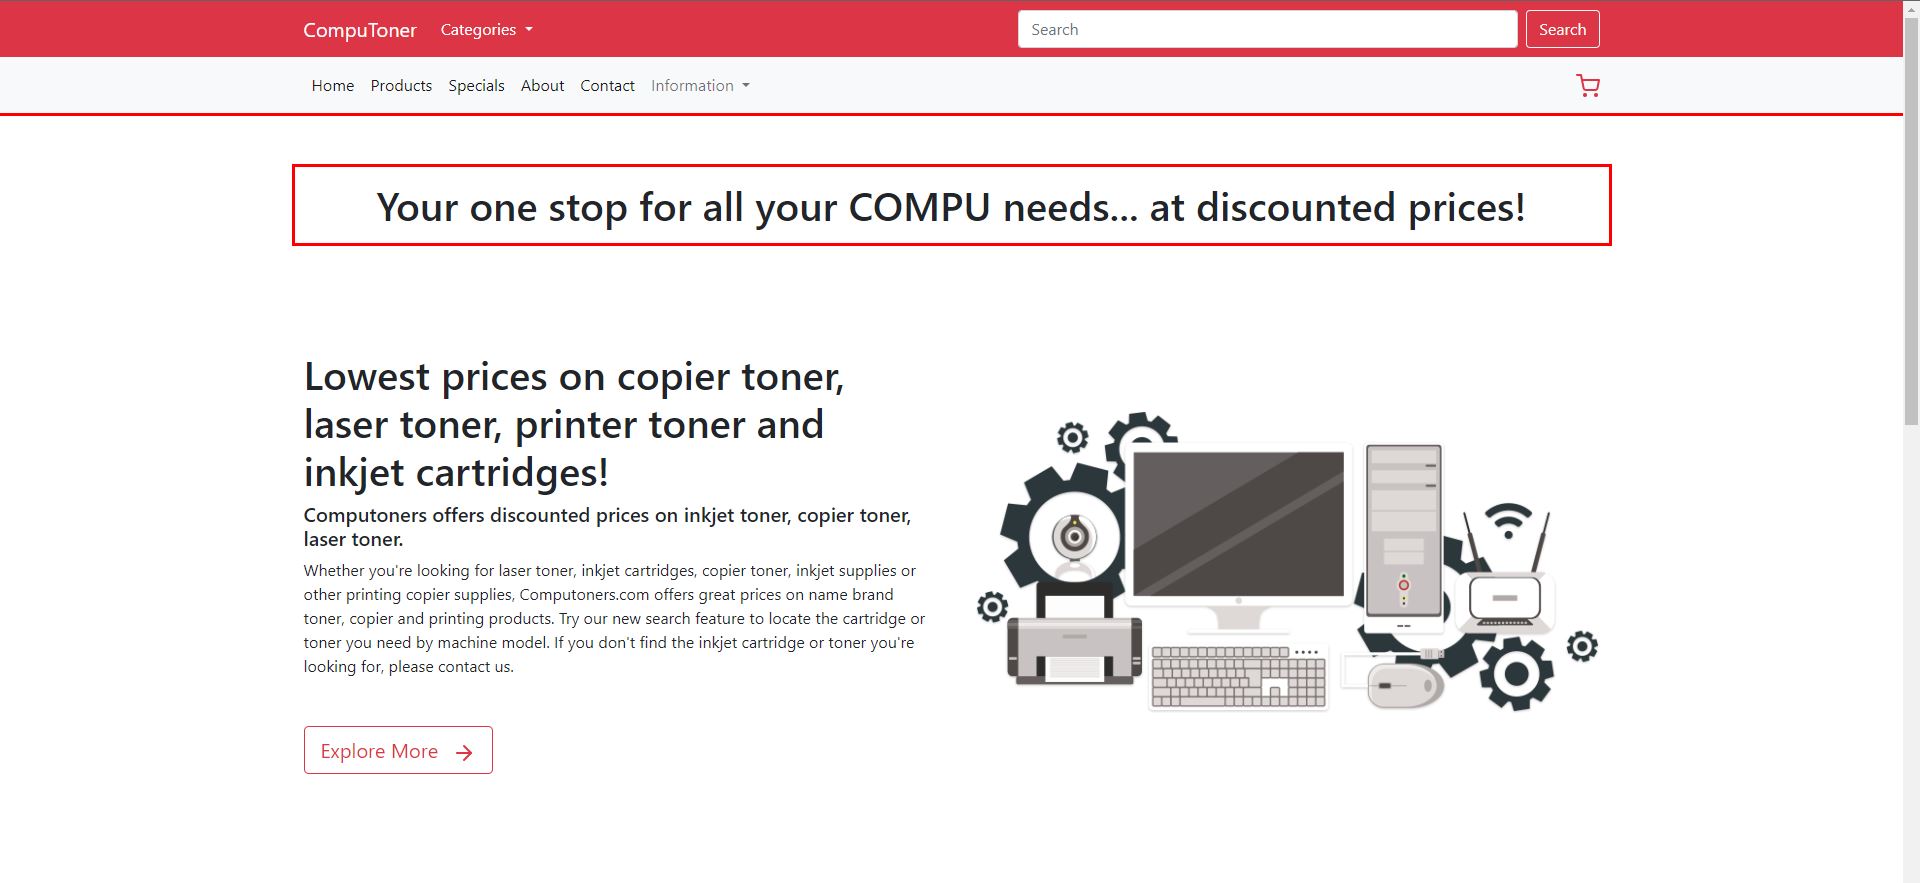 CompuToner Categories Search Search
Home Products Specials About Contact Information
Your one stop for all your COMPU needs... at discounted prices!
Lowest prices on copier toner,
laser toner, printer toner and
inkjet cartridges!
Computoners offers discounted prices on inkjet toner, copier toner,
laser toner.
Whether you're looking for laser toner, inkjet cartridges, copier toner, inkjet supplies or
other printing copier supplies, Computoners.com offers great prices on name brand
toner, copier and printing products. Try our new search feature to locate the cartridge or
toner you need by machine model. If you don't find the inkjet cartridge or toner you're
looking for, please contact us.
Explore More